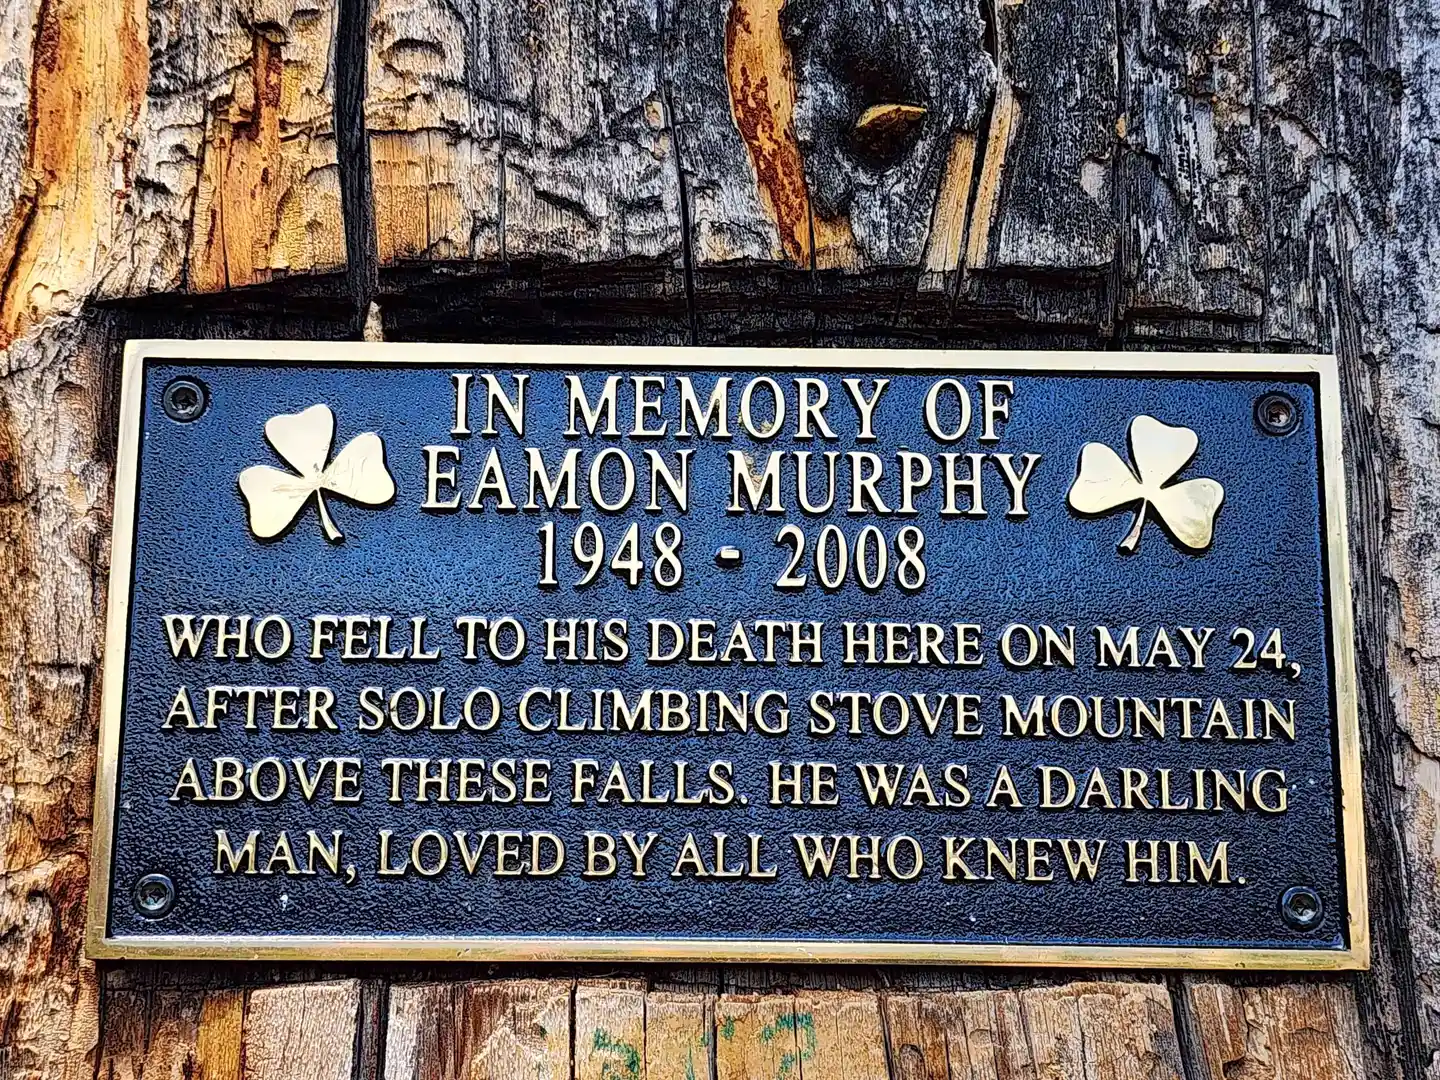 IN MEMORY OF
EAMON MURPHY
1948 - 2008
WHO FELL TO HIS DEATH HERE ON MAY 24,
AFTER SOLO CLIMBING STOVE MOUNTAIN
ABOVE THESE FALLS. HE WAS A DARLING
MAN, LOVED BY ALL WHO KNEW HIM.